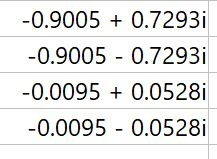 -0.9005 + 0.7293i
-0.9005 - 0.7293i
-0.0095 + 0.0528i
-0.0095 - 0.0528i